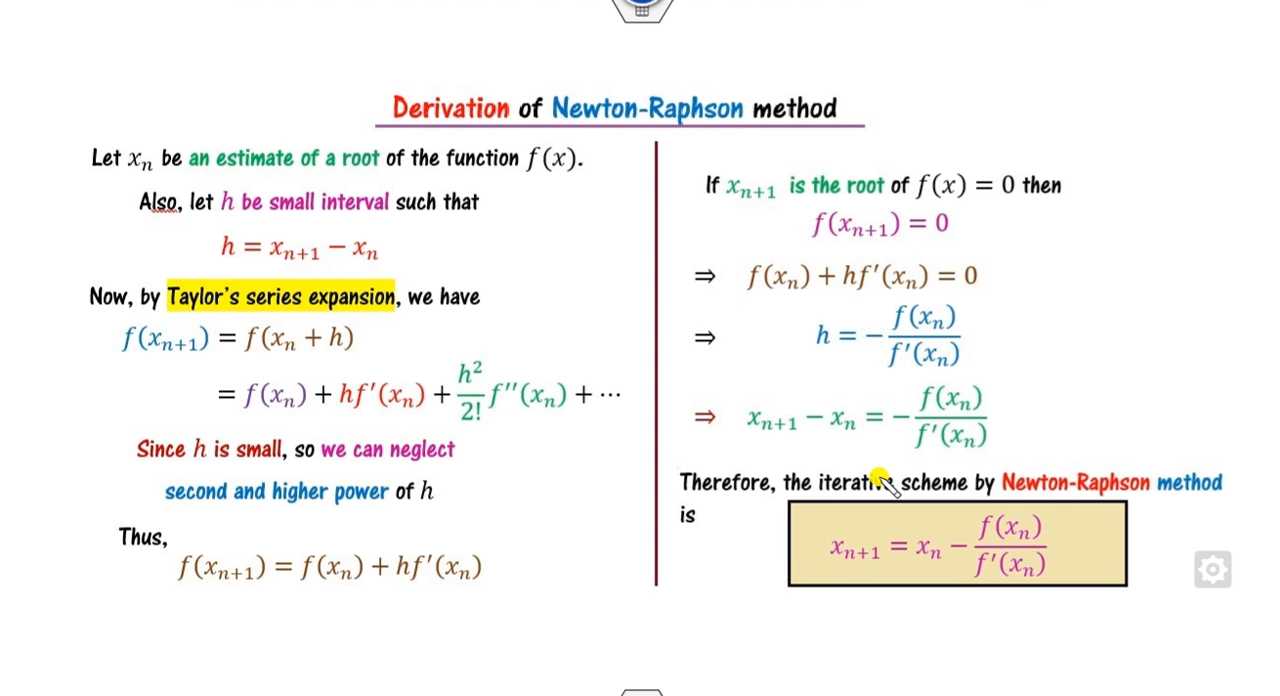 Derivation of Newton-Raphson method
Let xₙ be an estimate of a root of the function f(x).
Also, let h be small interval such that
h = xₙ₊₁ − xₙ
Now, by Taylor's series expansion, we have
f(xₙ₊₁) = f(xₙ + h)
= f(xₙ) + hf′(xₙ) + h²/2! f″(xₙ) + ⋯
Since h is small, so we can neglect
second and higher power of h
Thus,
f(xₙ₊₁) = f(xₙ) + hf′(xₙ)
If xₙ₊₁ is the root of f(x) = 0 then
f(xₙ₊₁) = 0
⇒ f(xₙ) + hf′(xₙ) = 0
⇒ h = − f(xₙ)/f′(xₙ)
⇒ xₙ₊₁ − xₙ = − f(xₙ)/f′(xₙ)
Therefore, the iterative scheme by Newton-Raphson method
is
xₙ₊₁ = xₙ − f(xₙ)/f′(xₙ)